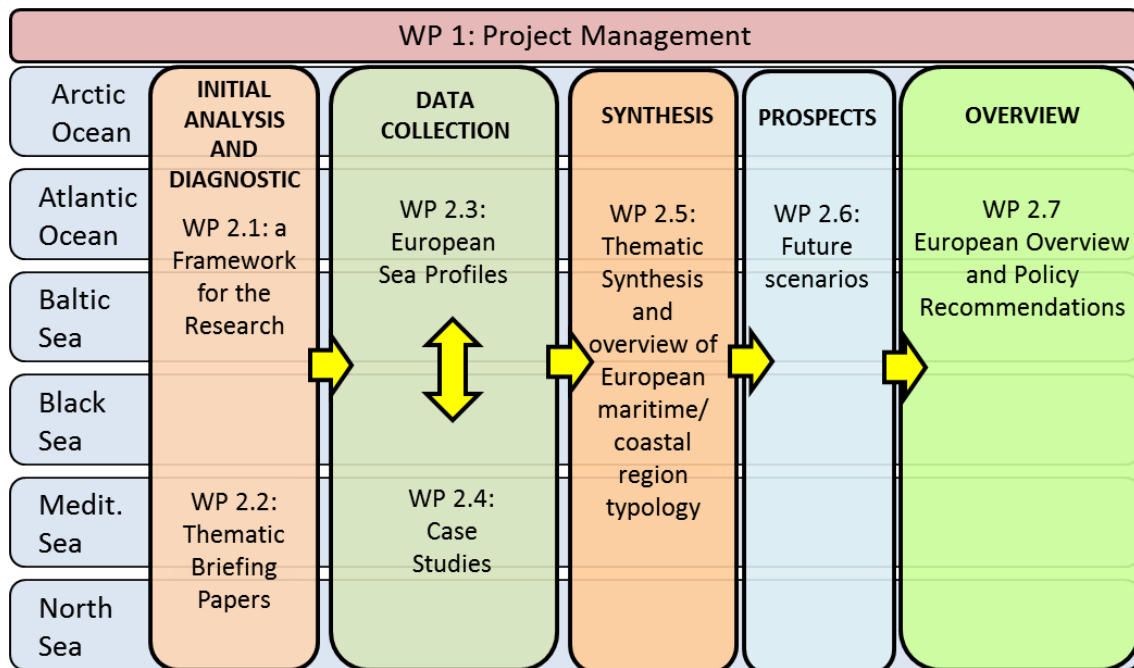 WP 1: Project Management
Arctic
Ocean
Atlantic
Ocean
Baltic
Sea
Black
Sea
Medit.
Sea
North
Sea
INITIAL
ANALYSIS
AND
DIAGNOSTIC
WP 2.1: a
Framework
for the
Research
WP 2.2:
Thematic
Briefing
Papers
DATA
COLLECTION
WP 2.3:
European
Sea Profiles
WP 2.4:
Case
Studies
SYNTHESIS
WP 2.5:
Thematic
Synthesis
and
overview of
European
maritime/
coastal
region
typology
PROSPECTS
WP 2.6:
Future
scenarios
OVERVIEW
WP 2.7
European Overview
and Policy
Recommendations